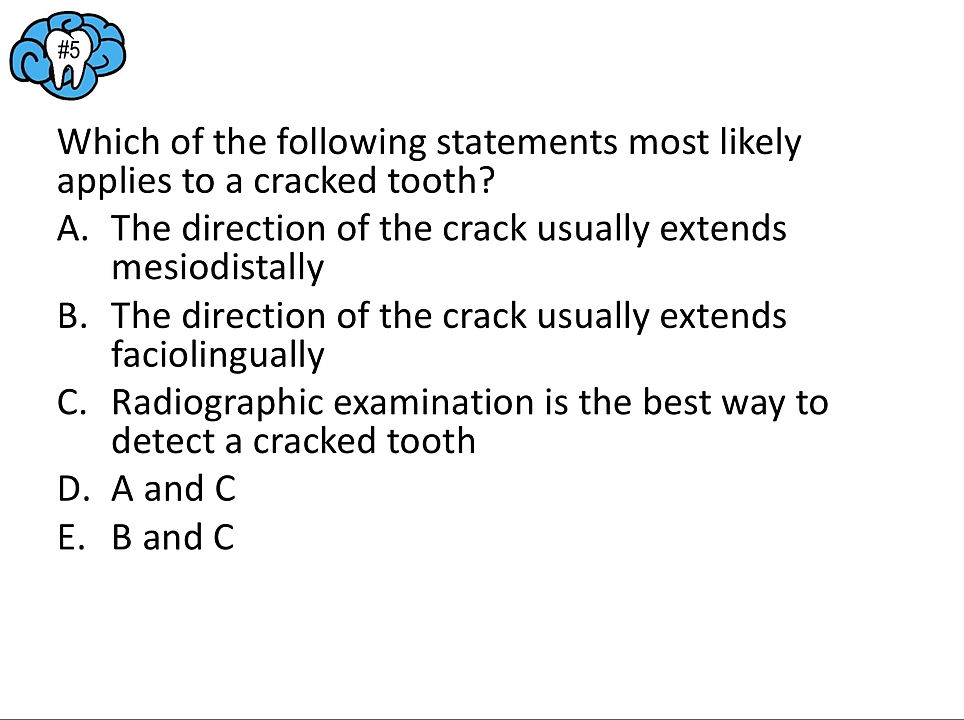 #5
Which of the following statements most likely
applies to a cracked tooth?
A. The direction of the crack usually extends
mesiodistally
B. The direction of the crack usually extends
faciolingually
C. Radiographic examination is the best way to
detect a cracked tooth
D. A and C
E. B and C